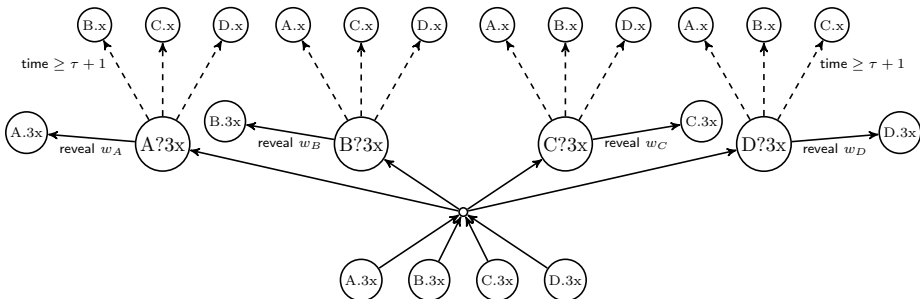 B.x C.x D.x A.x C.x D.x A.x B.x D.x A.x B.x C.x
time ≥ τ + 1 time ≥ τ + 1
A.3x reveal w_A A?3x B.3x reveal w_B B?3x C?3x reveal w_C C.3x D?3x reveal w_D D.3x
A.3x B.3x C.3x D.3x